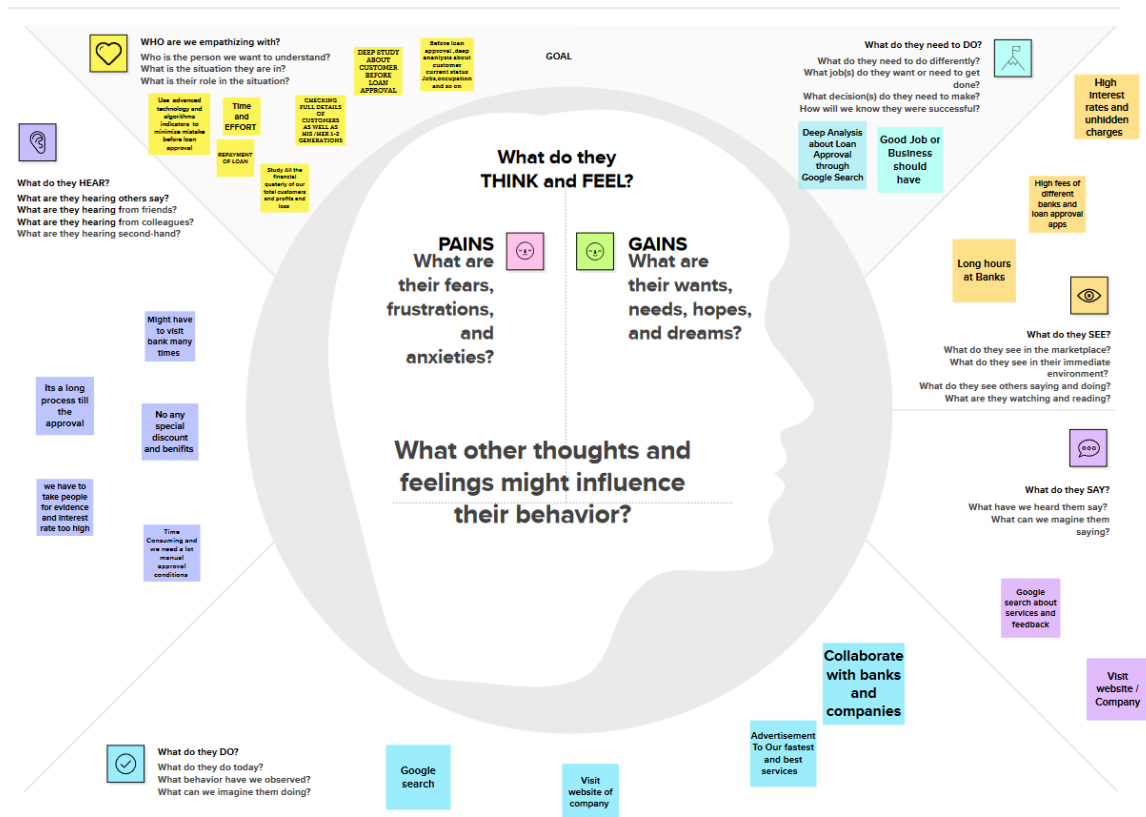 WHO are we empathizing with?
Who is the person we want to understand?
What is the situation they are in?
What is their role in the situation?
DEEP STUDY
ABOUT
CUSTOMER
BEFORE
LOAN
APPROVAL
Before loan
approval ,deep
ananlysis about
customer
current status
Jobs,occupation
and so on
Use advanced
technology and
algorithms
indicators to
minimize mistake
before loan
approval
Time
and
EFFORT
CHECKING
FULL DETAILS
OF
CUSTOMERS
AS WELL AS
HIS /HER 1-2
GENERATIONS
REPAYMENT
OF LOAN
Study All the
financial
quaterly of our
total customers
and profits and
loss
GOAL
What do they need to DO?
What do they need to do differently?
What job(s) do they want or need to get
done?
What decision(s) do they need to make?
How will we know they were successful?
Deep Analysis
about Loan
Approval
through
Google Search
Good Job or
Business
should
have
High
interest
rates and
unhidden
charges
High fees of
different
banks and
loan approval
apps
Long hours
at Banks
What do they SEE?
What do they see in the marketplace?
What do they see in their immediate
environment?
What do they see others saying and doing?
What are they watching and reading?
What do they HEAR?
What are they hearing others say?
What are they hearing from friends?
What are they hearing from colleagues?
What are they hearing second-hand?
Might have
to visit
bank many
times
Its a long
process till
the
approval
No any
special
discount
and benifits
we have to
take people
for evidence
and interest
rate too high
Time
Consuming and
we need a lot
manual
approval
conditions
What do they
THINK and FEEL?
PAINS
What are
their fears,
frustrations,
and
anxieties?
GAINS
What are
their wants,
needs, hopes,
and dreams?
What other thoughts and
feelings might influence
their behavior?
What do they SAY?
What have we heard them say?
What can we magine them
saying?
Google
search about
services and
feedback
Visit
website /
Company
What do they DO?
What do they do today?
What behavior have we observed?
What can we imagine them doing?
Google
search
Visit
website of
company
Advertisement
To Our fastest
and best
services
Collaborate
with banks
and
companies